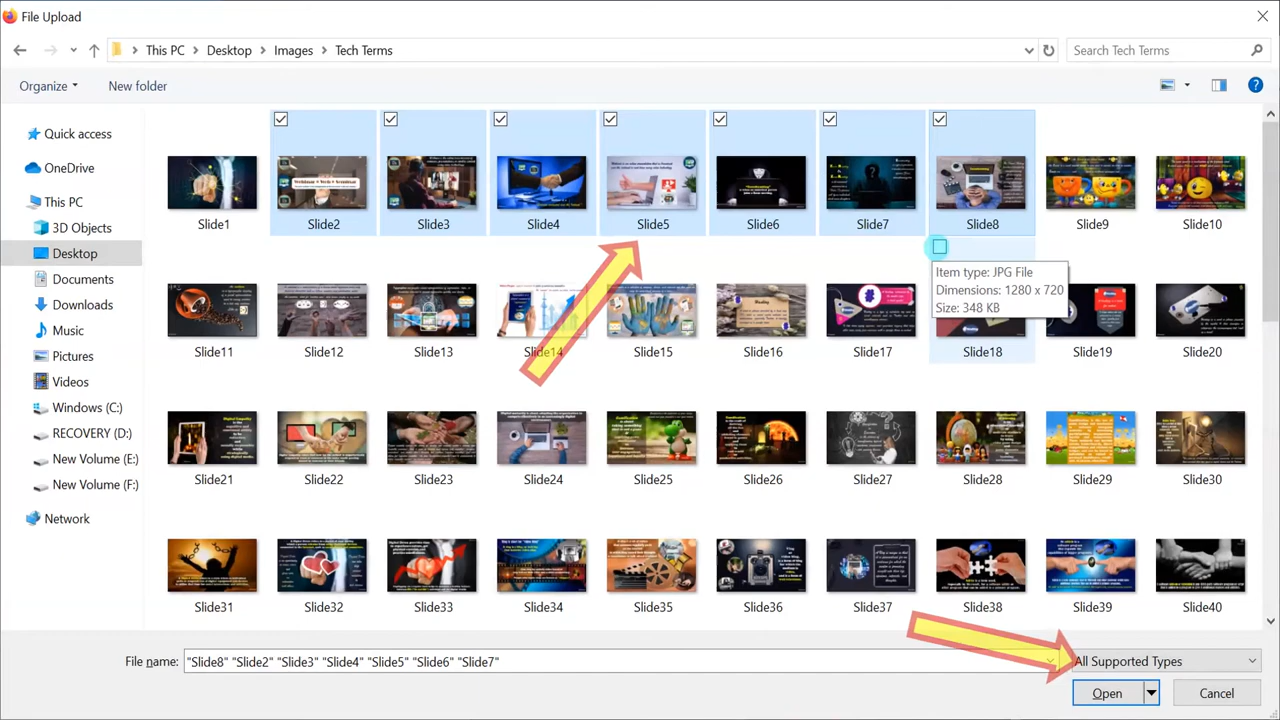 File Upload
This PC
Desktop
Images
Tech Terms
Search Tech Terms
Organize
New folder
Quick access
OneDrive
This PC
3D Objects
Desktop
Documents
Downloads
Music
Pictures
Videos
Windows (C:)
RECOVERY (D:)
New Volume (E:)
New Volume (F:)
Network
Slide1
Slide2
Slide3
Slide4
Slide5
Slide6
Slide7
Slide8
Slide9
Slide10
Item type: JPG File
Dimensions: 1280 x 720
Size: 348 KB
Slide11
Slide12
Slide13
Slide14
Slide15
Slide16
Slide17
Slide18
Slide19
Slide20
Slide21
Slide22
Slide23
Slide24
Slide25
Slide26
Slide27
Slide28
Slide29
Slide30
Slide31
Slide32
Slide33
Slide34
Slide35
Slide36
Slide37
Slide38
Slide39
Slide40
File name:
"Slide8" "Slide2" "Slide3" "Slide4" "Slide5" "Slide6" "Slide7"
All Supported Types
Open
Cancel